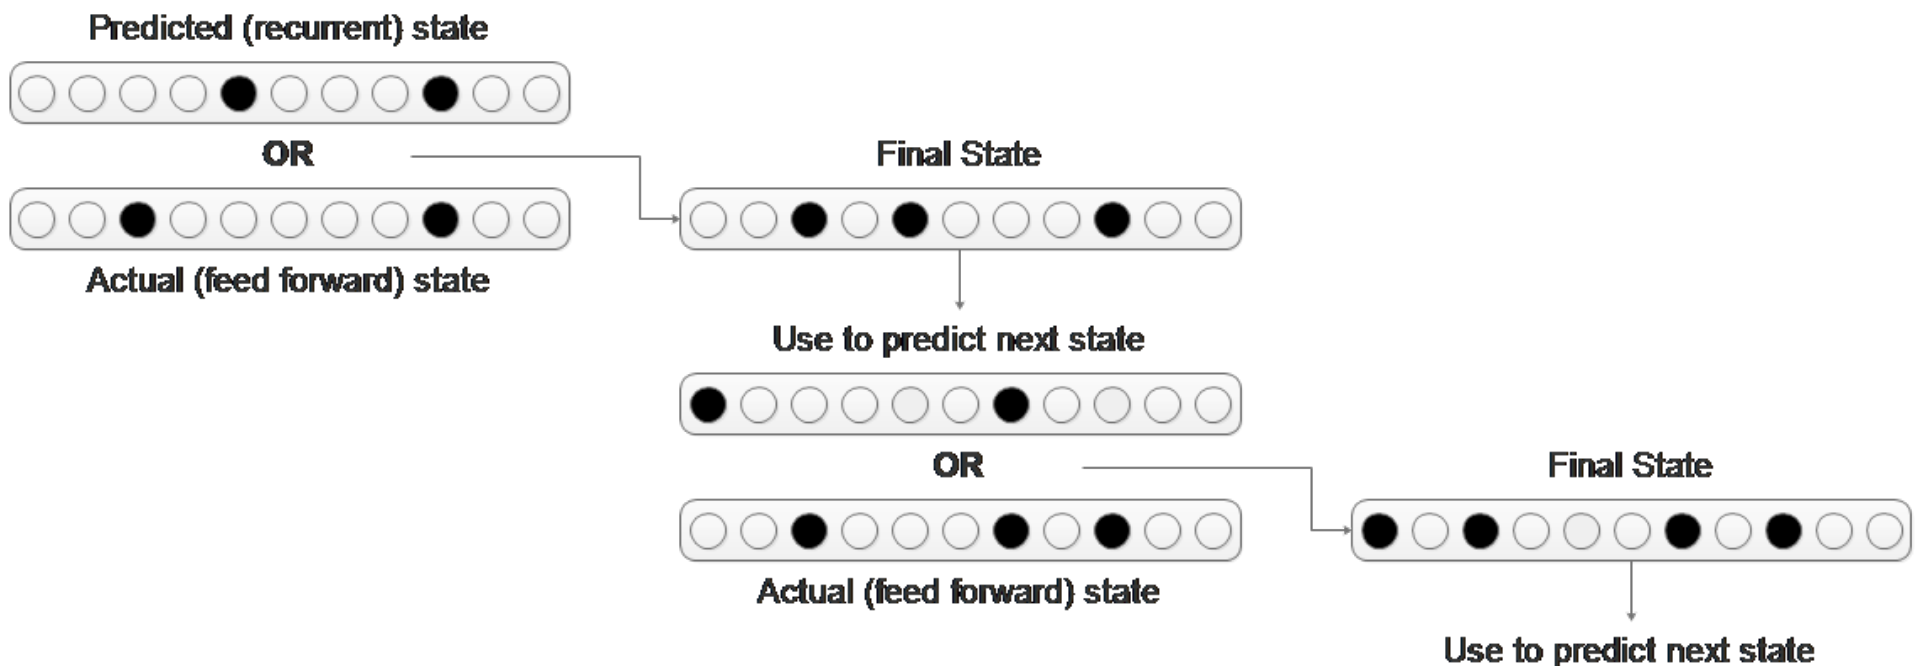 Predicted (recurrent) state
OR
Actual (feed forward) state
Final State
Use to predict next state
OR
Actual (feed forward) state
Final State
Use to predict next state